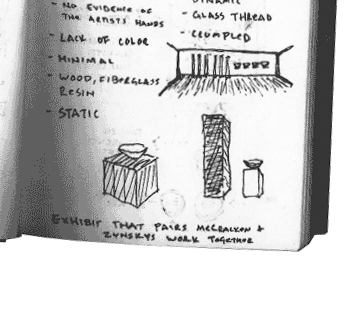 - NO EVIDENCE OF
THE ARTISTS HANDS
- LACK OF COLOR
- MINIMAL
- WOOD, FIBERGLASS
RESIN
- STATIC
DYNAMIC
- GLASS THREAD
- CRUMPLED
EXHIBIT THAT PAIRS McCRACKEN +
ZYNSKYS WORK TOGETHER